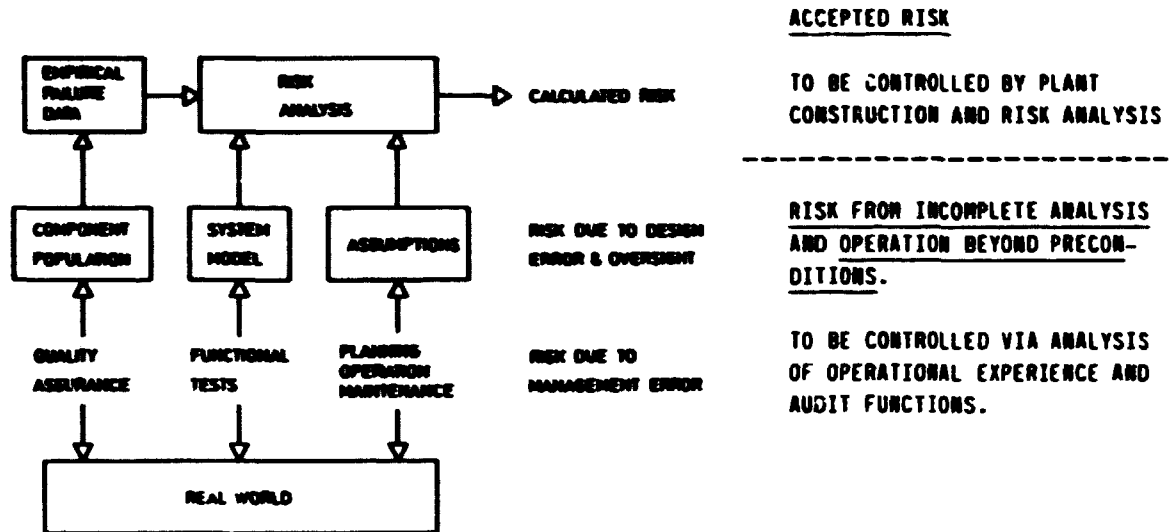 EMPIRICAL
FAILURE
DATA
RISK
ANALYSIS
CALCULATED RISK
COMPONENT
POPULATION
SYSTEM
MODEL
ASSUMPTIONS
RISK DUE TO DESIGN
ERROR & OVERSIGHT
QUALITY
ASSURANCE
FUNCTIONAL
TESTS
PLANNING
OPERATION
MAINTENANCE
RISK DUE TO
MANAGEMENT ERROR
REAL WORLD
ACCEPTED RISK
TO BE CONTROLLED BY PLANT
CONSTRUCTION AND RISK ANALYSIS
RISK FROM INCOMPLETE ANALYSIS
AND OPERATION BEYOND PRECON-
DITIONS.
TO BE CONTROLLED VIA ANALYSIS
OF OPERATIONAL EXPERIENCE AND
AUDIT FUNCTIONS.